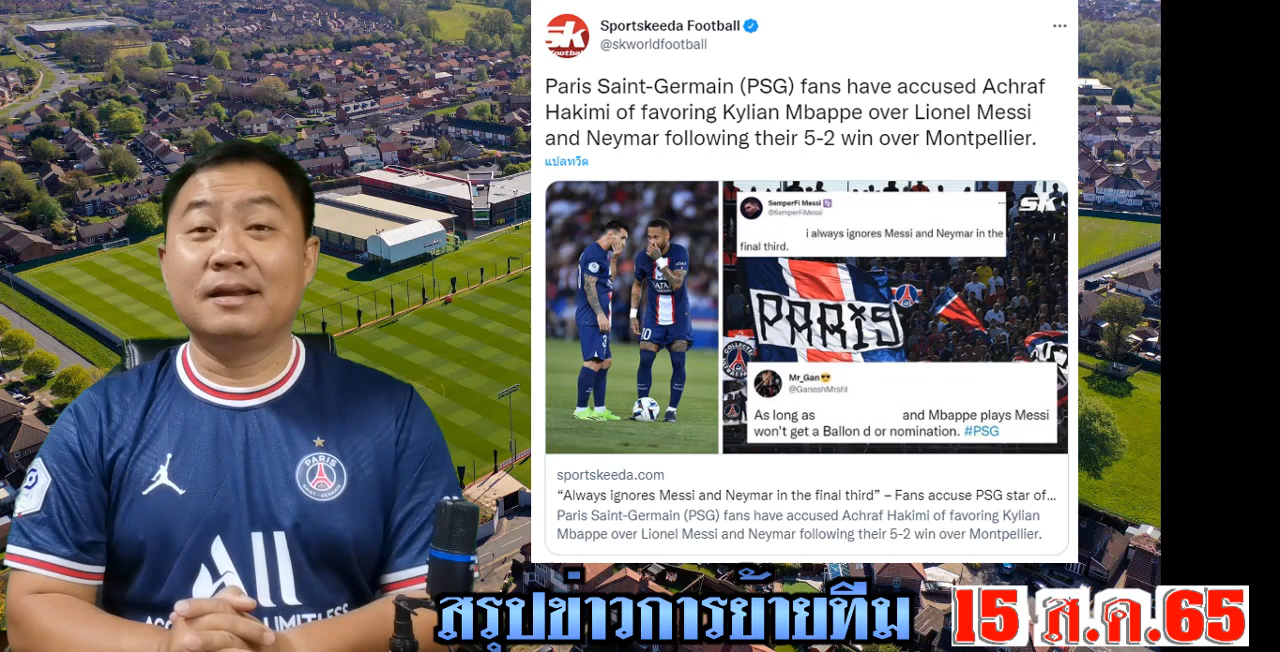 Sportskeeda Football
@skworldfootball
Paris Saint-Germain (PSG) fans have accused Achraf
Hakimi of favoring Kylian Mbappe over Lionel Messi
and Neymar following their 5-2 win over Montpellier.
แปลทวีต
SemperFi Messi
@SemperFiMessi
i always ignores Messi and Neymar in the
final third.
SK
PARIS
Mr_Gan😎
@GaneshMrshl
As long as and Mbappe plays Messi
won't get a Ballon d or nomination. #PSG
sportskeeda.com
“Always ignores Messi and Neymar in the final third” – Fans accuse PSG star of...
Paris Saint-Germain (PSG) fans have accused Achraf Hakimi of favoring Kylian
Mbappe over Lionel Messi and Neymar following their 5-2 win over Montpellier.
PARIS
SAINT-GERMAIN
ALL
LIMITLESS
สรุปข่าวการย้ายทีม 15 ส.ค.65